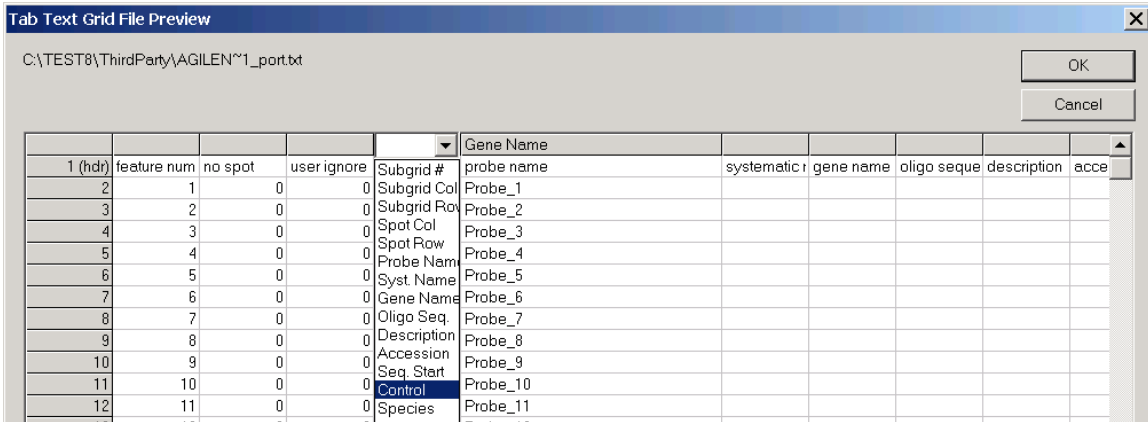 Tab Text Grid File Preview
C:\TEST8\ThirdParty\AGILEN~1_port.txt
OK
Cancel
Gene Name
1 (hdr) feature num no spot user ignore Subgrid # probe name systematic r gene name oligo seque description acce
2 1 0 0 Subgrid Col Probe_1
3 2 0 0 Subgrid Rov Probe_2
4 3 0 0 Spot Col Probe_3
5 4 0 0 Spot Row Probe_4
Probe Nam
6 5 0 0 Syst. Name Probe_5
7 6 0 0 Gene Name Probe_6
8 7 0 0 Oligo Seq. Probe_7
9 8 0 0 Description Probe_8
10 9 0 0 Accession Probe_9
Seq. Start
11 10 0 0 Control Probe_10
12 11 0 0 Species Probe_11